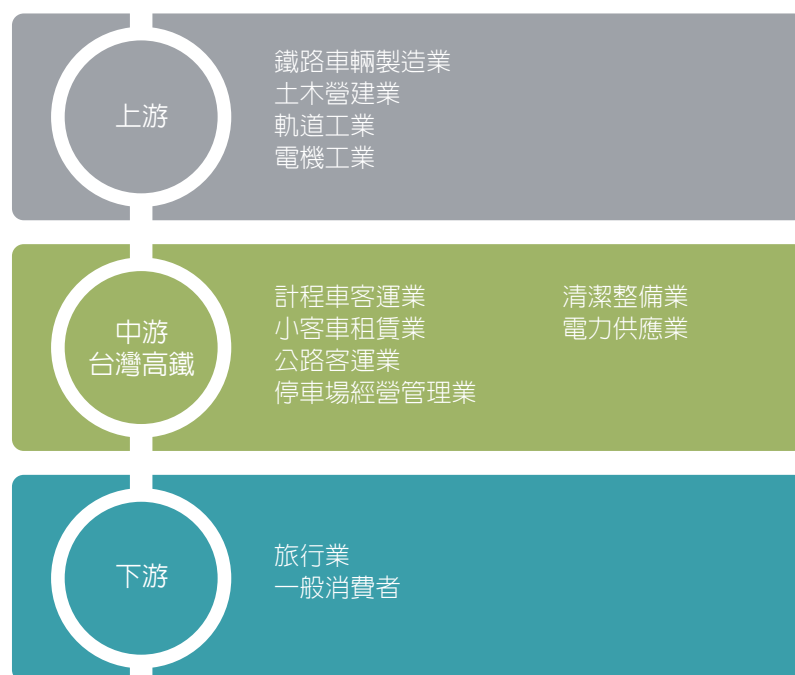 上游
鐵路車輛製造業
土木營建業
軌道工業
電機工業
中游
台灣高鐵
計程車客運業
小客車租賃業
公路客運業
停車場經營管理業
清潔整備業
電力供應業
下游
旅行業
一般消費者